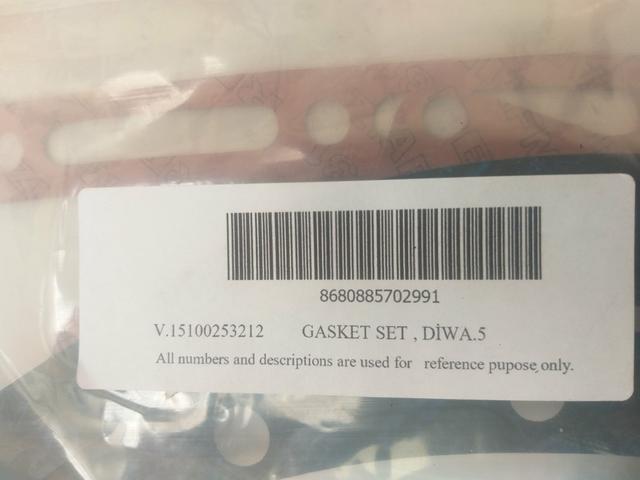 8680885702991
V.15100253212 GASKET SET , DİWA.5
All numbers and descriptions are used for reference pupose,only.